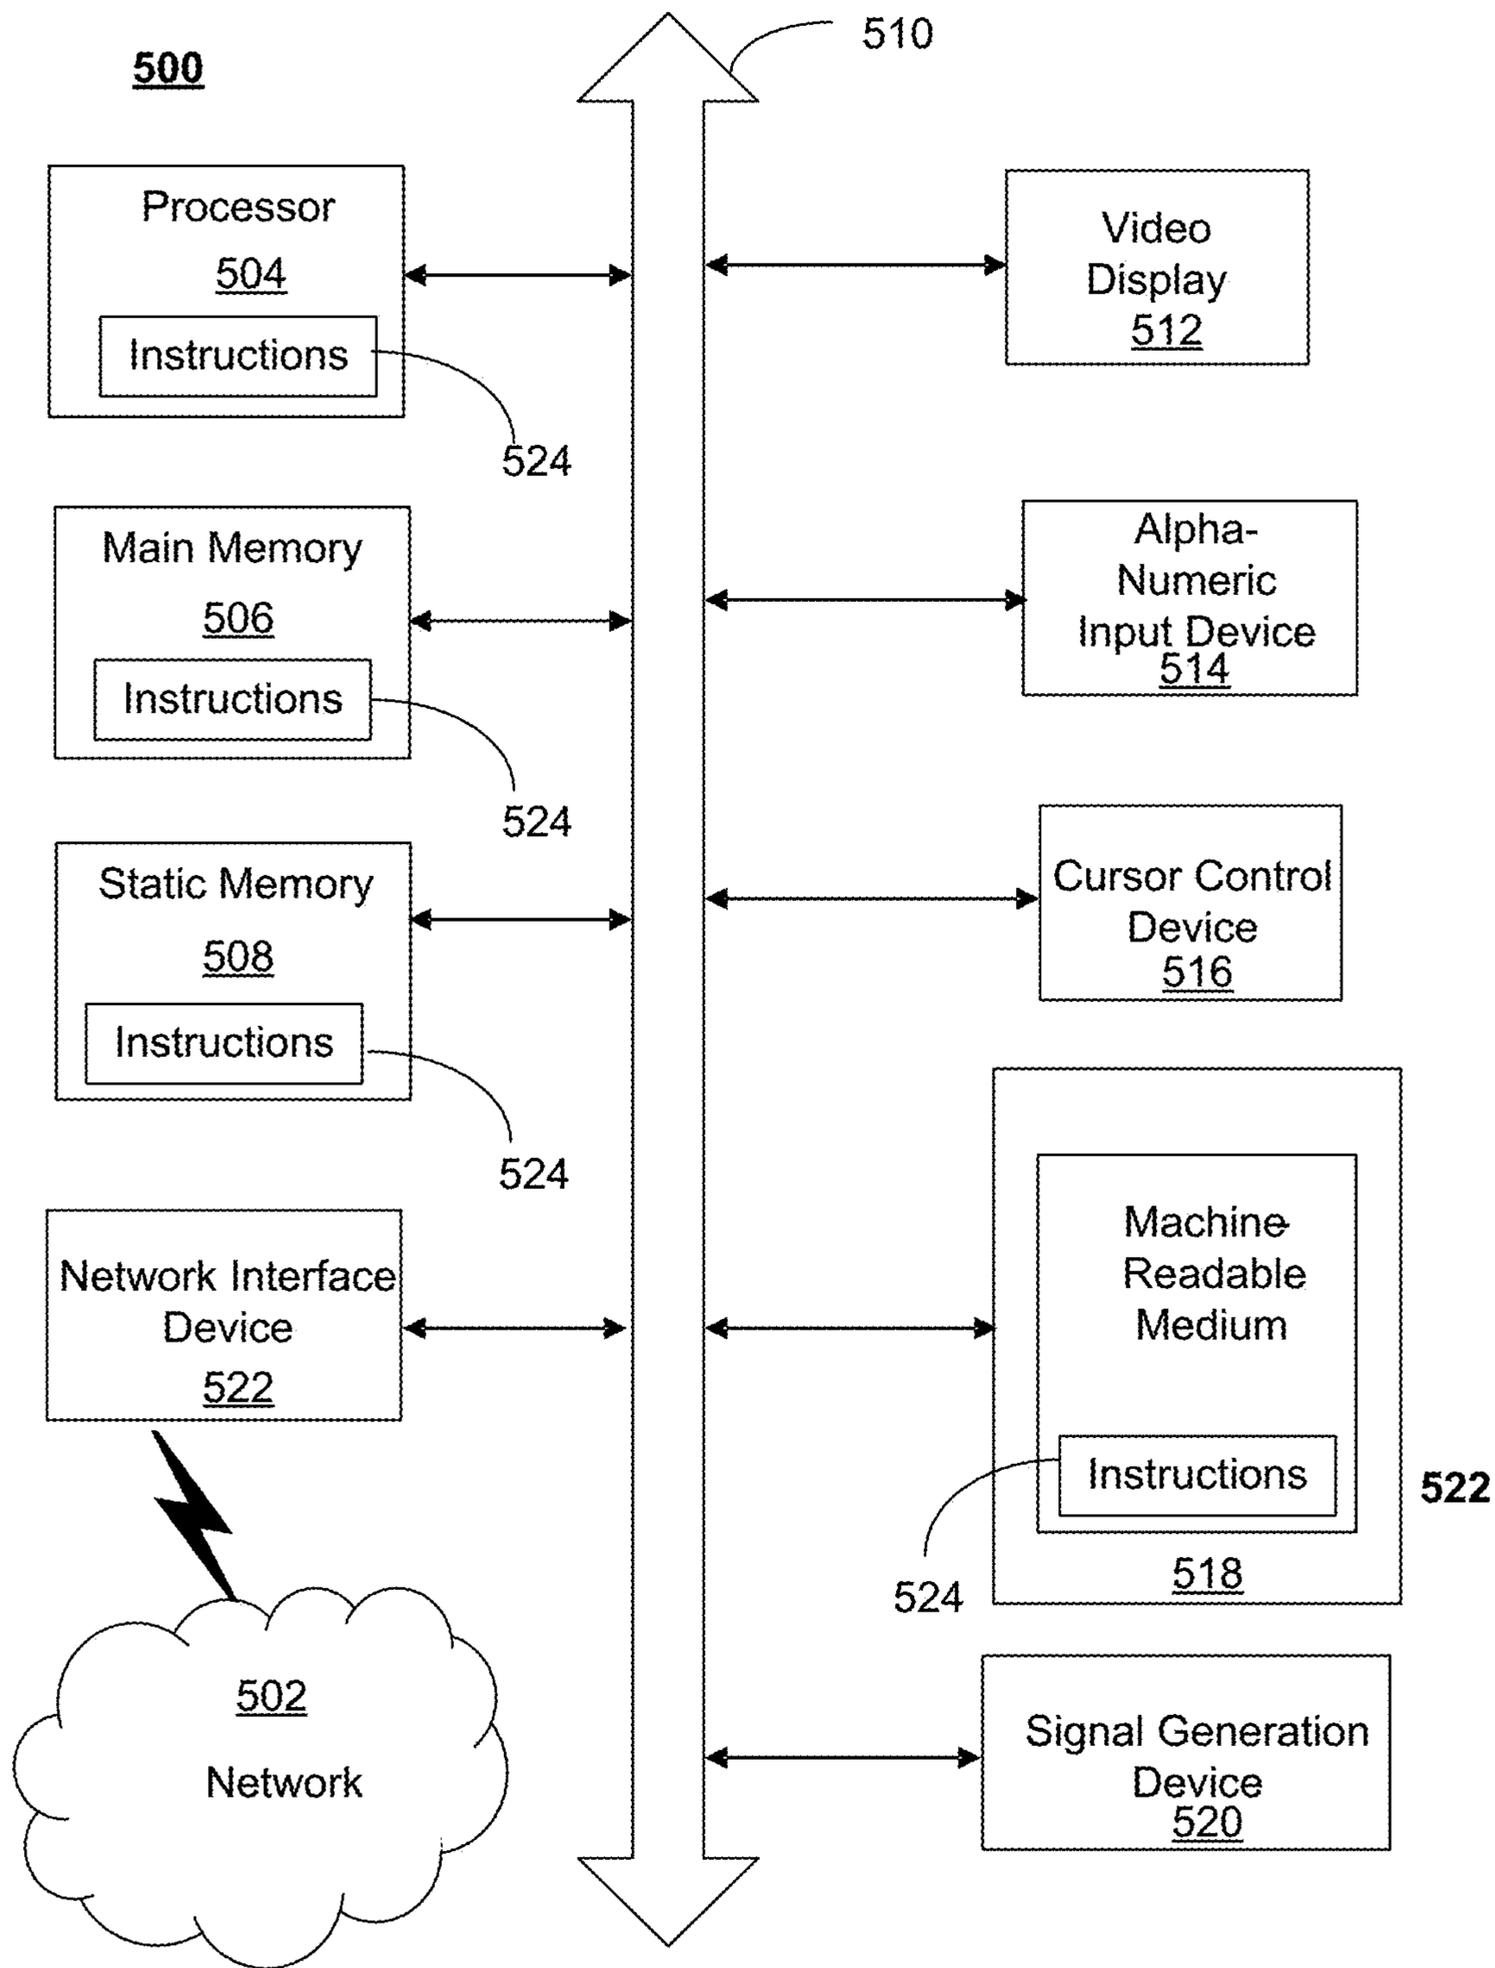 500
510
Processor
504
Instructions
524
Main Memory
506
Instructions
524
Static Memory
508
Instructions
524
Network Interface
Device
522
502
Network
Video
Display
512
Alpha-
Numeric
Input Device
514
Cursor Control
Device
516
Machine-
Readable
Medium
Instructions
522
524
518
Signal Generation
Device
520